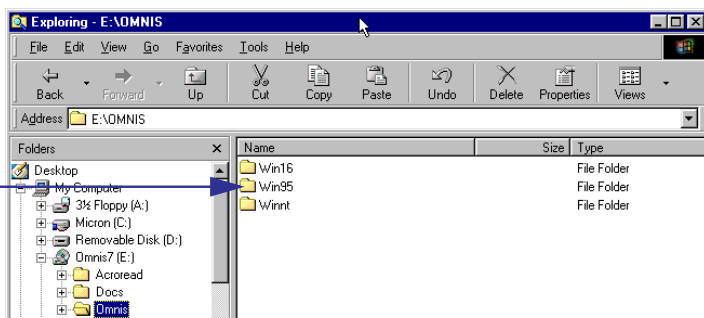 Exploring - E:\OMNIS
File Edit View Go Favorites Tools Help
Back Forward Up Cut Copy Paste Undo Delete Properties Views
Address E:\OMNIS
Folders
Name Size Type
Desktop
My Computer
3½ Floppy (A:)
Micron (C:)
Removable Disk (D:)
Omnis7 (E:)
Acroread
Docs
Omnis
Win16 File Folder
Win95 File Folder
Winnt File Folder